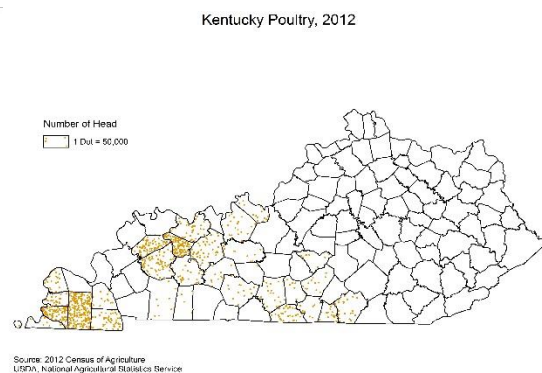 Kentucky Poultry, 2012
Number of Head
1 Dot = 50,000
Source: 2012 Census of Agriculture
USDA, National Agricultural Statistics Service